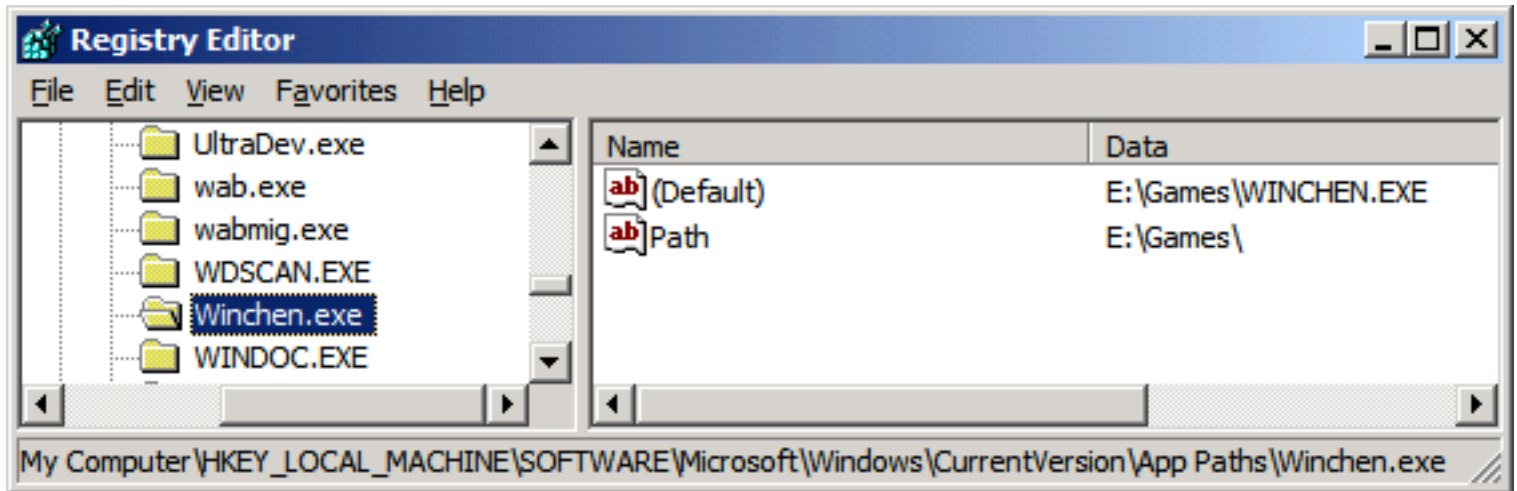 Registry Editor
File Edit View Favorites Help
UltraDev.exe
wab.exe
wabmig.exe
WDSCAN.EXE
Winchen.exe
WINDOC.EXE
Name Data
ab (Default) E:\Games\WINCHEN.EXE
ab Path E:\Games\
My Computer\HKEY_LOCAL_MACHINE\SOFTWARE\Microsoft\Windows\CurrentVersion\App Paths\Winchen.exe